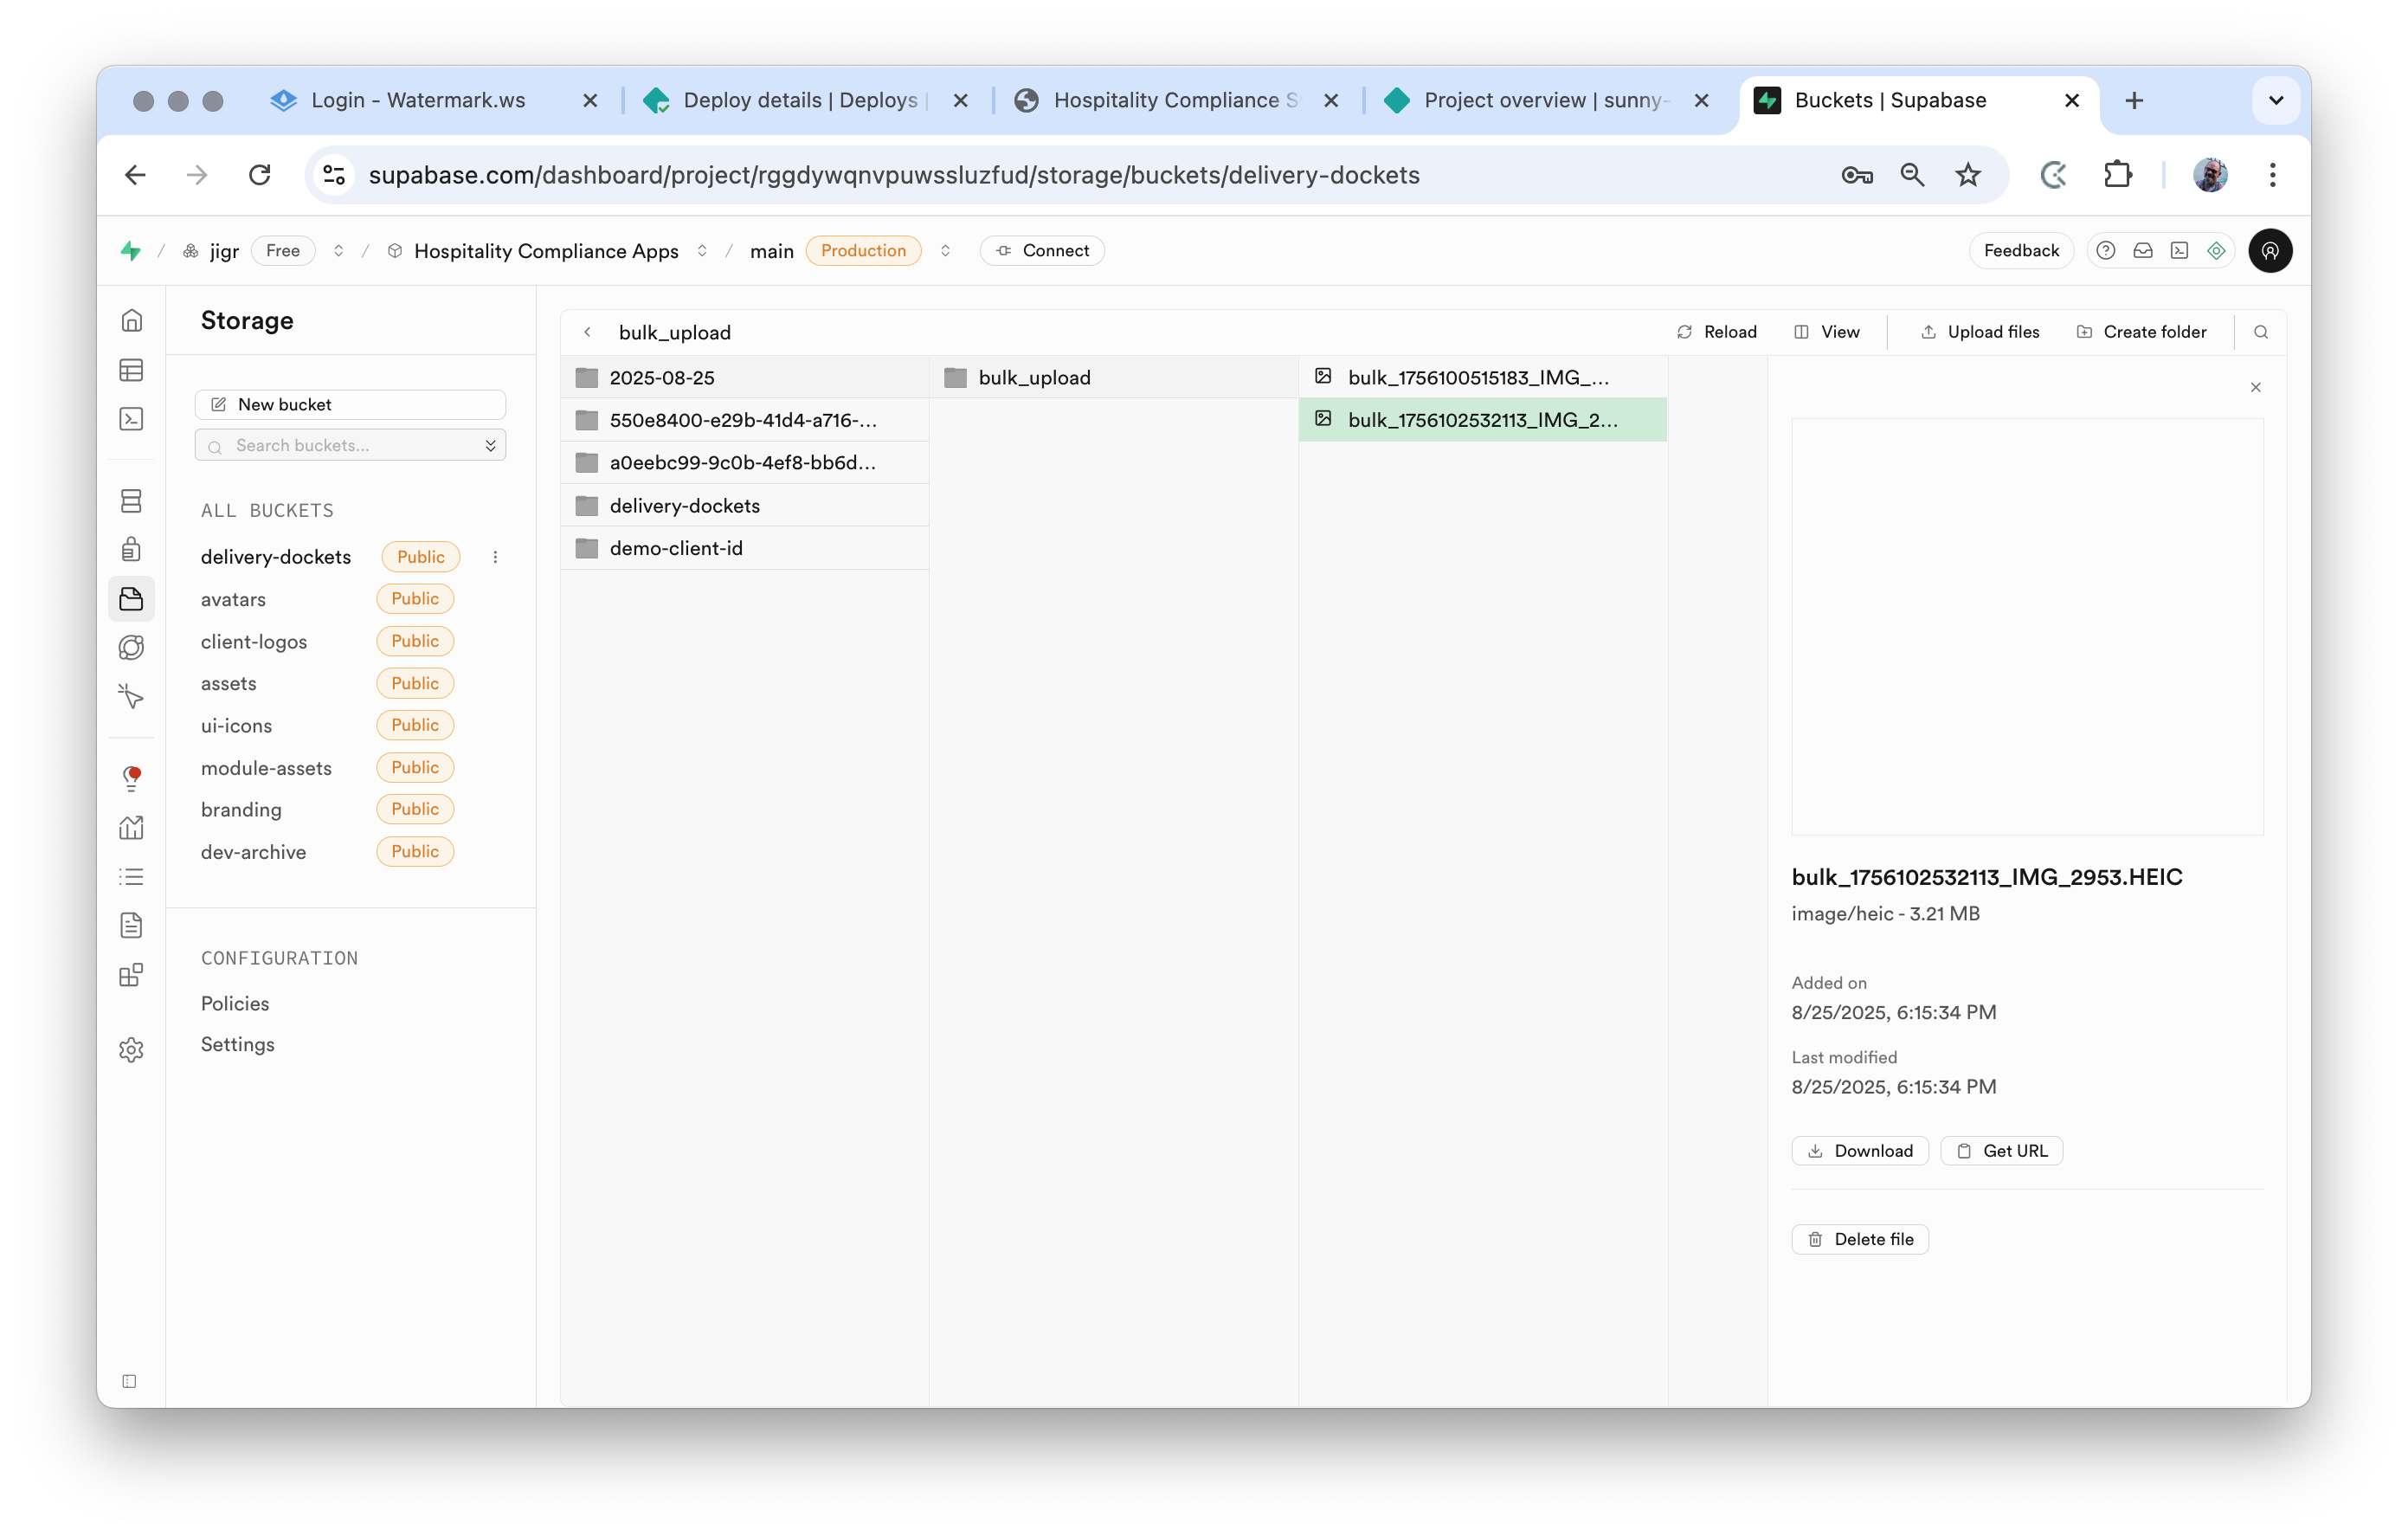 Login - Watermark.ws
Deploy details | Deploys |
Hospitality Compliance S
Project overview | sunny-
Buckets | Supabase
supabase.com/dashboard/project/rggdywqnvpuwssluzfud/storage/buckets/delivery-dockets
/ jigr Free / Hospitality Compliance Apps / main Production Connect
Feedback
Storage
New bucket
Search buckets...
ALL BUCKETS
delivery-dockets Public
avatars Public
client-logos Public
assets Public
ui-icons Public
module-assets Public
branding Public
dev-archive Public
CONFIGURATION
Policies
Settings
bulk_upload
Reload View Upload files Create folder
2025-08-25
550e8400-e29b-41d4-a716-...
a0eebc99-9c0b-4ef8-bb6d...
delivery-dockets
demo-client-id
bulk_upload
bulk_1756100515183_IMG_...
bulk_1756102532113_IMG_2...
bulk_1756102532113_IMG_2953.HEIC
image/heic - 3.21 MB
Added on
8/25/2025, 6:15:34 PM
Last modified
8/25/2025, 6:15:34 PM
Download Get URL
Delete file